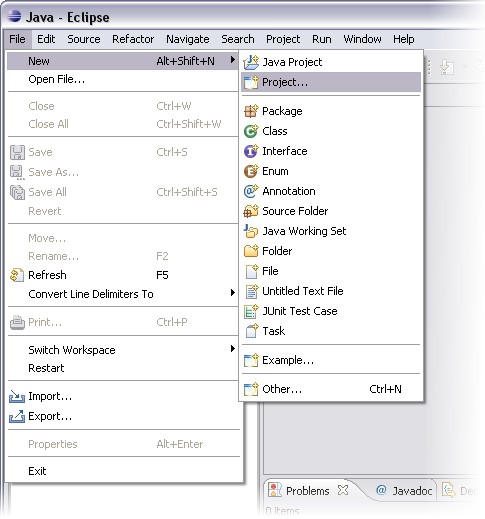 Java - Eclipse
File Edit Source Refactor Navigate Search Project Run Window Help
New Alt+Shift+N
Open File...
Close Ctrl+W
Close All Ctrl+Shift+W
Save Ctrl+S
Save As...
Save All Ctrl+Shift+S
Revert
Move...
Rename... F2
Refresh F5
Convert Line Delimiters To
Print... Ctrl+P
Switch Workspace
Restart
Import...
Export...
Properties Alt+Enter
Exit
Java Project
Project...
Package
Class
Interface
Enum
Annotation
Source Folder
Java Working Set
Folder
File
Untitled Text File
JUnit Test Case
Task
Example...
Other... Ctrl+N
Problems @ Javadoc
0 items